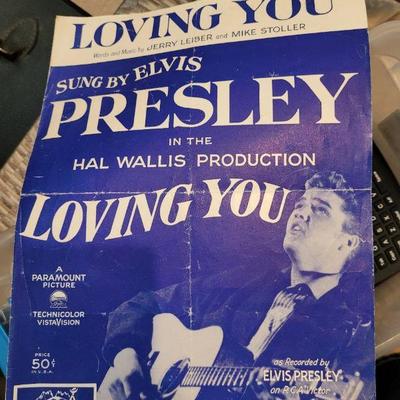 LOVING YOU
Words and Music by JERRY LEIBER and MIKE STOLLER
SUNG BY ELVIS
PRESLEY
IN THE
HAL WALLIS PRODUCTION
LOVING YOU
A
PARAMOUNT
PICTURE
TECHNICOLOR
VISTAVISION
PRICE
50¢
IN U.S.A.
as Recorded by
ELVIS PRESLEY
on RCA Victor